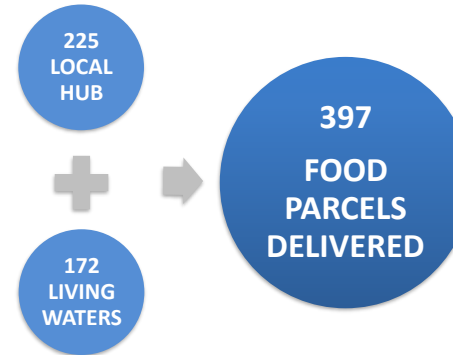 225
LOCAL
HUB
172
LIVING
WATERS
397
FOOD
PARCELS
DELIVERED